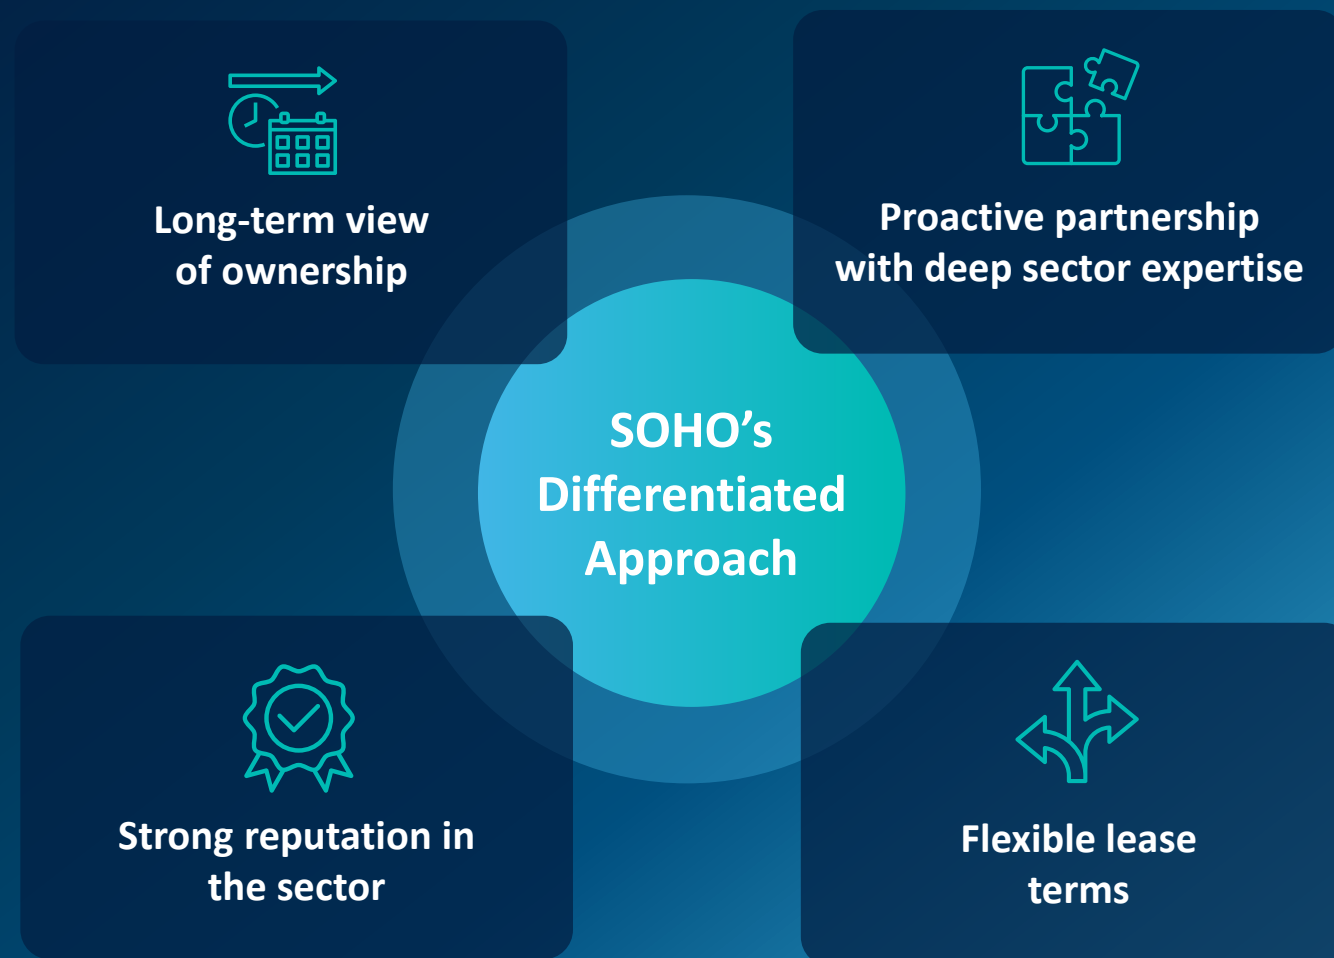 Long-term view
of ownership
Proactive partnership
with deep sector expertise
SOHO’s
Differentiated
Approach
Strong reputation in
the sector
Flexible lease
terms